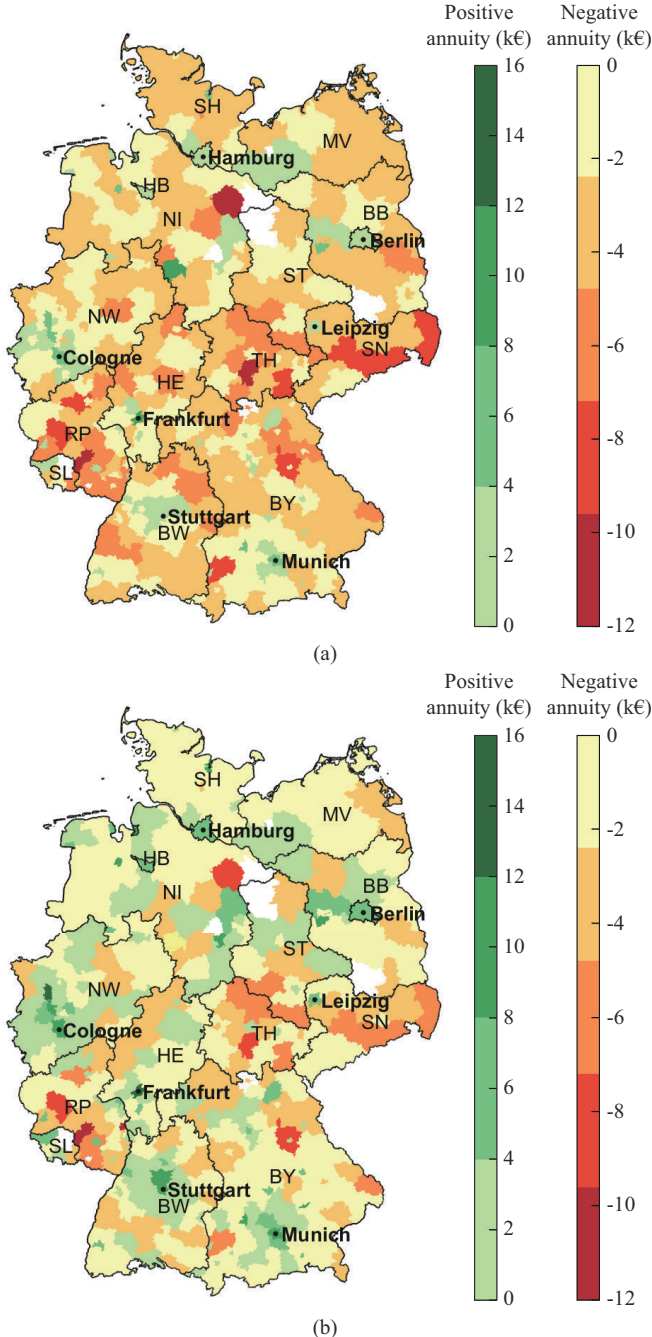 Positive
annuity (k€)
Negative
annuity (k€)
16
14
12
10
8
6
4
2
0
0
-2
-4
-6
-8
-10
-12
SH
MV
Hamburg
HB
NI
BB
Berlin
ST
NW
Leipzig
SN
Cologne
HE
TH
Frankfurt
RP
SL
Stuttgart
BW
BY
Munich
(a)
Positive
annuity (k€)
Negative
annuity (k€)
16
14
12
10
8
6
4
2
0
0
-2
-4
-6
-8
-10
-12
SH
MV
Hamburg
HB
NI
BB
Berlin
ST
NW
Leipzig
SN
Cologne
TH
HE
Frankfurt
RP
SL
Stuttgart
BW
BY
Munich
(b)